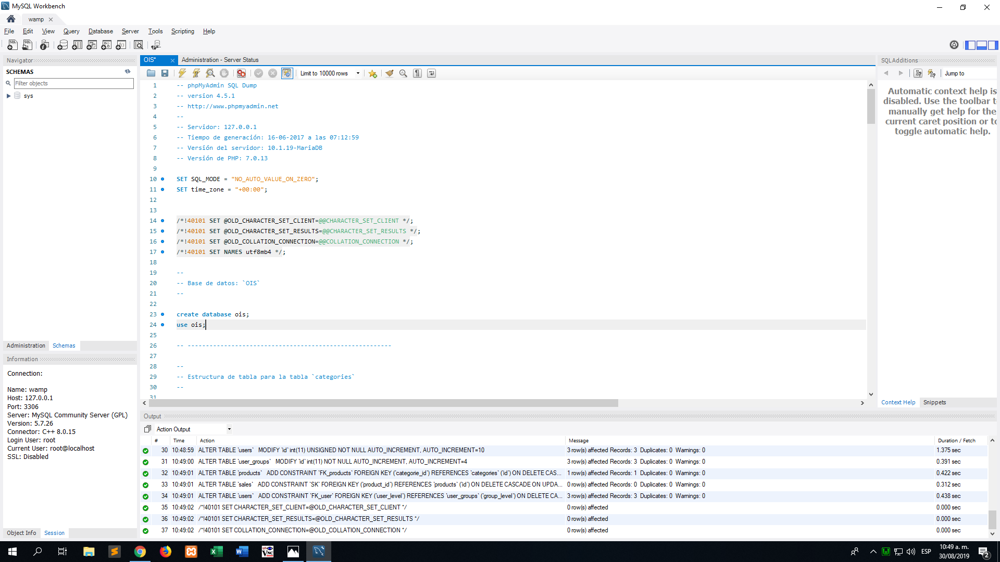 MySQL Workbench
wamp
File Edit View Query Database Server Tools Scripting Help
Navigator
SCHEMAS
Filter objects
sys
Administration Schemas
Information
Connection:
Name: wamp
Host: 127.0.0.1
Port: 3306
Server: MySQL Community Server (GPL)
Version: 5.7.26
Connector: C++ 8.0.15
Login User: root
Current User: root@localhost
SSL: Disabled
Object Info Session
OIS* Administration - Server Status
Limit to 10000 rows
1 -- phpMyAdmin SQL Dump
2 -- version 4.5.1
3 -- http://www.phpmyadmin.net
4 --
5 -- Servidor: 127.0.0.1
6 -- Tiempo de generación: 16-06-2017 a las 07:12:59
7 -- Versión del servidor: 10.1.19-MariaDB
8 -- Versión de PHP: 7.0.13
9
10 SET SQL_MODE = "NO_AUTO_VALUE_ON_ZERO";
11 SET time_zone = "+00:00";
12
13
14 /*!40101 SET @OLD_CHARACTER_SET_CLIENT=@@CHARACTER_SET_CLIENT */;
15 /*!40101 SET @OLD_CHARACTER_SET_RESULTS=@@CHARACTER_SET_RESULTS */;
16 /*!40101 SET @OLD_COLLATION_CONNECTION=@@COLLATION_CONNECTION */;
17 /*!40101 SET NAMES utf8mb4 */;
18
19 --
20 -- Base de datos: `OIS`
21 --
22
23 create database ois;
24 use ois;
25
26 -- --------------------------------------------------------
27
28 --
29 -- Estructura de tabla para la tabla `categories`
30 --
31
SQLAdditions
Jump to
Automatic context help is
disabled. Use the toolbar t
manually get help for the
current caret position or to
toggle automatic help.
Context Help Snippets
Output
Action Output
# Time Action Message Duration / Fetch
30 10:48:59 ALTER TABLE `users` MODIFY `id` int(11) UNSIGNED NOT NULL AUTO_INCREMENT, AUTO_INCREMENT=10 3 row(s) affected Records: 3 Duplicates: 0 Warnings: 0 1.375 sec
31 10:49:00 ALTER TABLE `user_groups` MODIFY `id` int(11) NOT NULL AUTO_INCREMENT, AUTO_INCREMENT=4 3 row(s) affected Records: 3 Duplicates: 0 Warnings: 0 0.391 sec
32 10:49:01 ALTER TABLE `products` ADD CONSTRAINT `FK_products` FOREIGN KEY (`categorie_id`) REFERENCES `categories` (`id`) ON DELETE CAS... 1 row(s) affected Records: 1 Duplicates: 0 Warnings: 0 0.422 sec
33 10:49:01 ALTER TABLE `sales` ADD CONSTRAINT `SK` FOREIGN KEY (`product_id`) REFERENCES `products` (`id`) ON DELETE CASCADE ON UPDA... 0 row(s) affected Records: 0 Duplicates: 0 Warnings: 0 0.312 sec
34 10:49:01 ALTER TABLE `users` ADD CONSTRAINT `FK_user` FOREIGN KEY (`user_level`) REFERENCES `user_groups` (`group_level`) ON DELETE CA... 3 row(s) affected Records: 3 Duplicates: 0 Warnings: 0 0.438 sec
35 10:49:02 /*!40101 SET CHARACTER_SET_CLIENT=@OLD_CHARACTER_SET_CLIENT */ 0 row(s) affected 0.000 sec
36 10:49:02 /*!40101 SET CHARACTER_SET_RESULTS=@OLD_CHARACTER_SET_RESULTS */ 0 row(s) affected 0.000 sec
37 10:49:02 /*!40101 SET COLLATION_CONNECTION=@OLD_COLLATION_CONNECTION */ 0 row(s) affected 0.000 sec
ESP
10:49 a. m.
30/08/2019
2